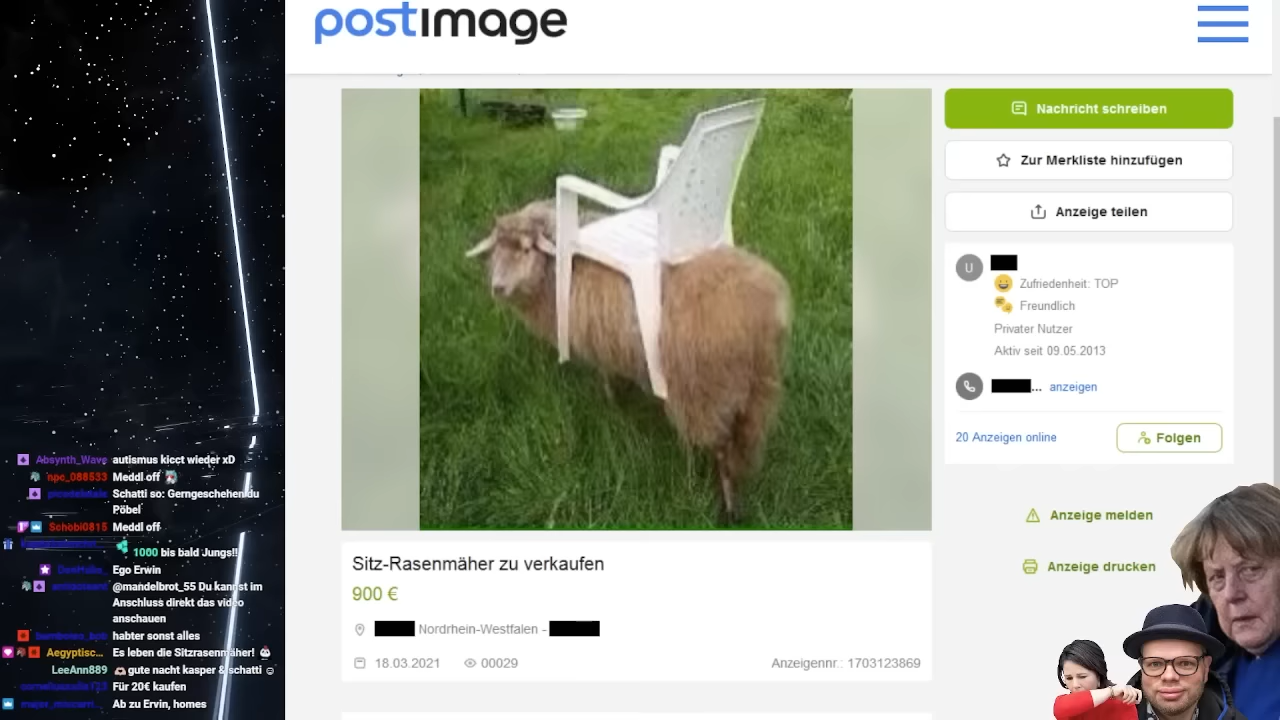 postimage
Nachricht schreiben
Zur Merkliste hinzufügen
Anzeige teilen
U
Zufriedenheit: TOP
Freundlich
Privater Nutzer
Aktiv seit 09.05.2013
... anzeigen
20 Anzeigen online
Folgen
Anzeige melden
Anzeige drucken
Sitz-Rasenmäher zu verkaufen
900 €
Nordrhein-Westfalen -
18.03.2021
00029
Anzeigennr.: 1703123869
Absynth_Wave autismus kicct wieder xD
npc_088533 Meddl off
Schatti so: Gerngeschehen du
Pöbel
Schobi0815 Meddl off
1000 bis bald Jungs!!
Ego Erwin
@mandelbrot_55 Du kannst im
Anschluss direkt das video
anschauen
habter sonst alles
Aegyptisc... Es leben die Sitzrasenmäher!
LeeAnn889 gute nacht kasper & schatti
Für 20€ kaufen
Ab zu Ervin, homes